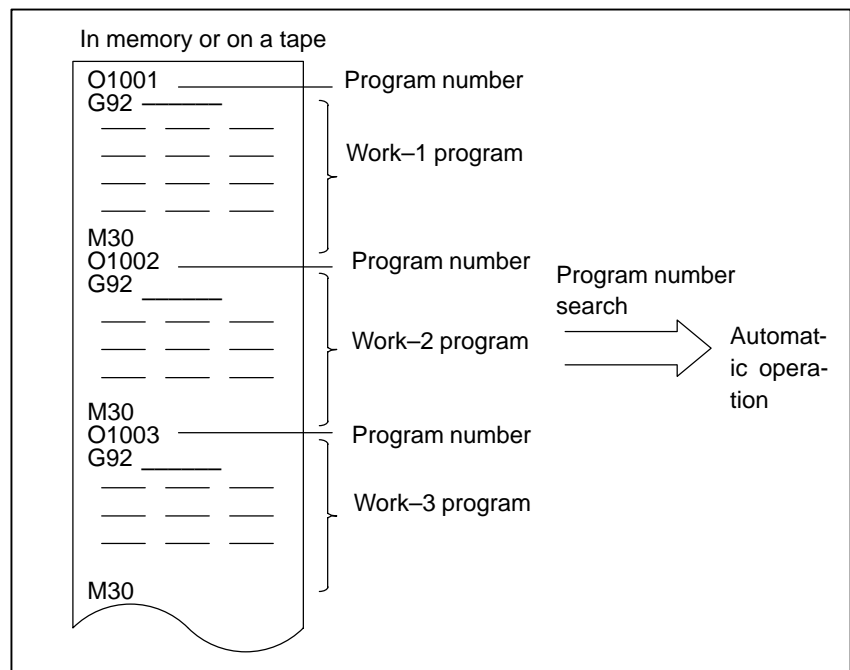 In memory or on a tape
O1001 Program number
G92
Work–1 program
M30
O1002 Program number
G92
Program number
search
Work–2 program
Automat-
ic opera-
tion
M30
O1003 Program number
G92
Work–3 program
M30